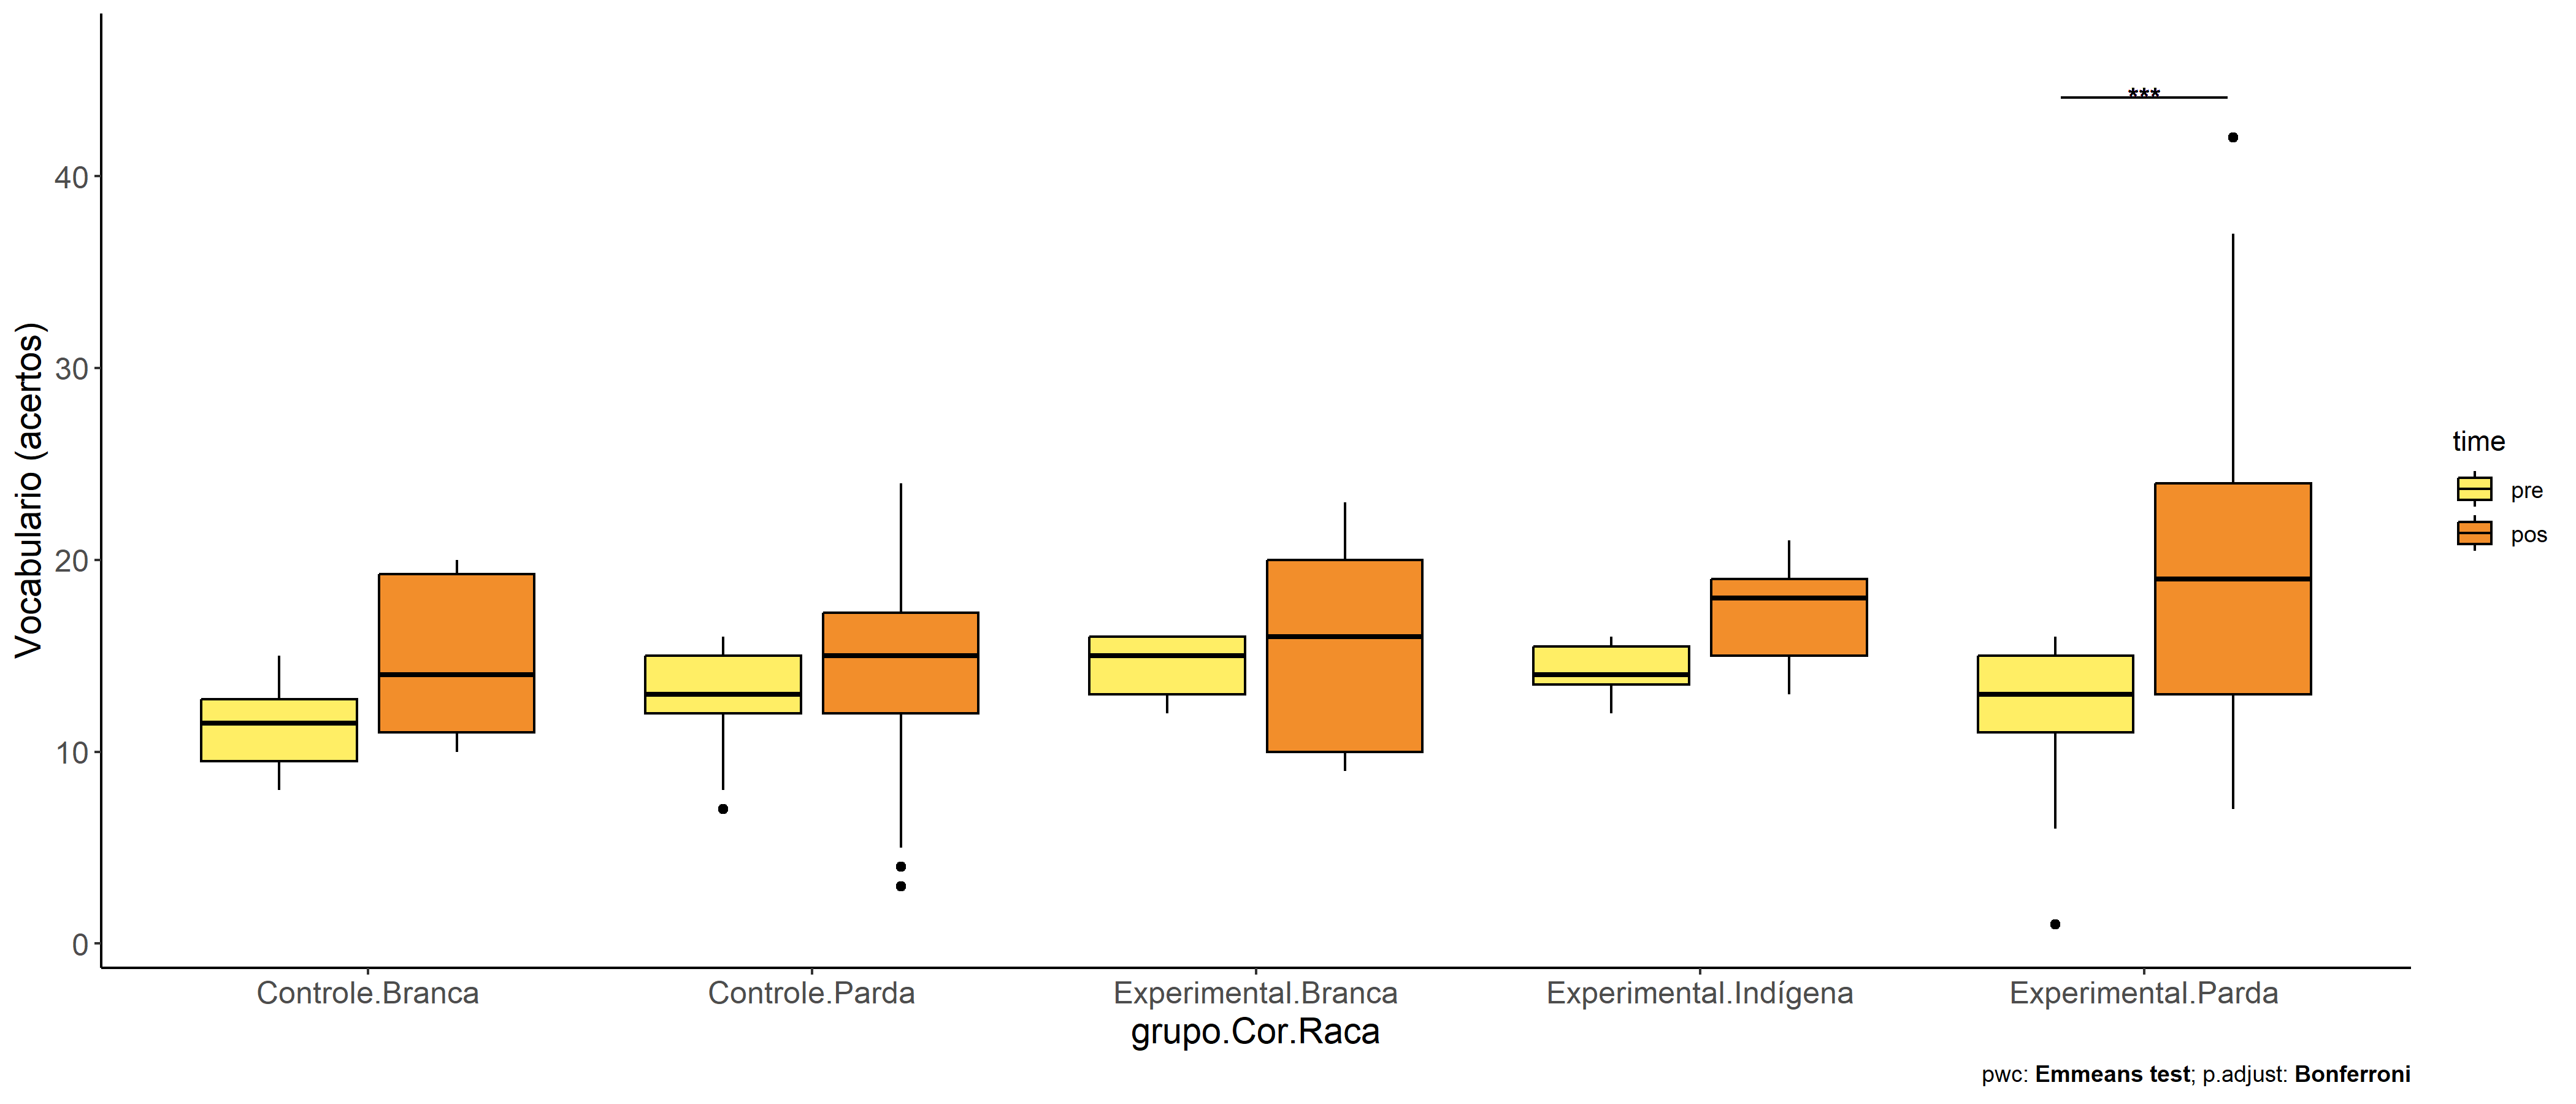 ***
40
30
20
10
0
Vocabulario (acertos)
Controle.Branca
Controle.Parda
Experimental.Branca
Experimental.Indígena
Experimental.Parda
grupo.Cor.Raca
time
pre
pos
pwc: Emmeans test; p.adjust: Bonferroni